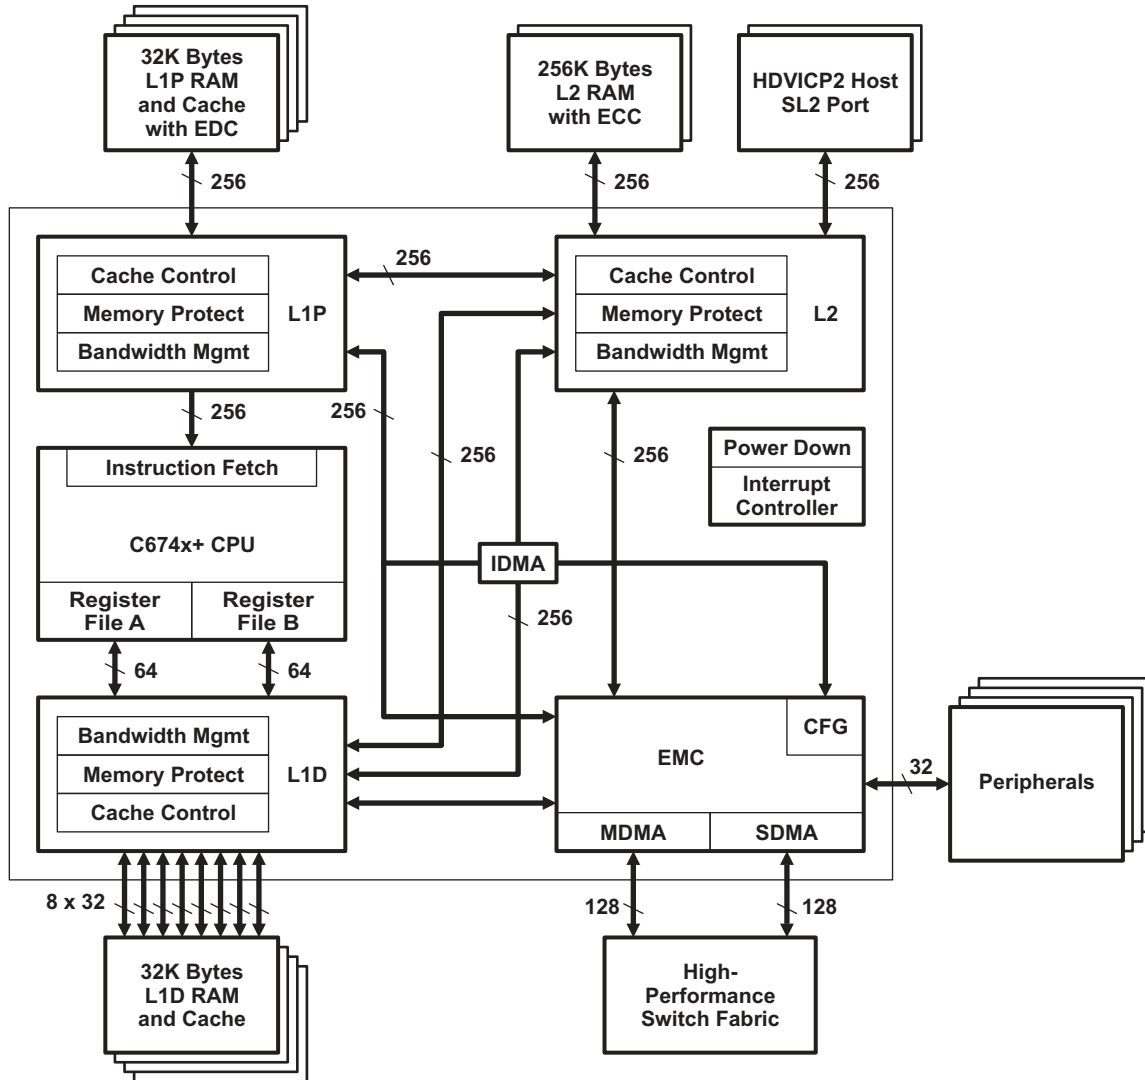 32K Bytes
L1P RAM
and Cache
with EDC
256K Bytes
L2 RAM
with ECC
HDVICP2 Host
SL2 Port
256
256
256
Cache Control
Memory Protect
Bandwidth Mgmt
L1P
256
Cache Control
Memory Protect
Bandwidth Mgmt
L2
256
256
256
256
Power Down
Interrupt
Controller
Instruction Fetch
C674x+ CPU
Register
File A
Register
File B
IDMA
256
64
64
Bandwidth Mgmt
Memory Protect
Cache Control
L1D
CFG
EMC
MDMA
SDMA
32
Peripherals
8 x 32
128
128
32K Bytes
L1D RAM
and Cache
High-
Performance
Switch Fabric